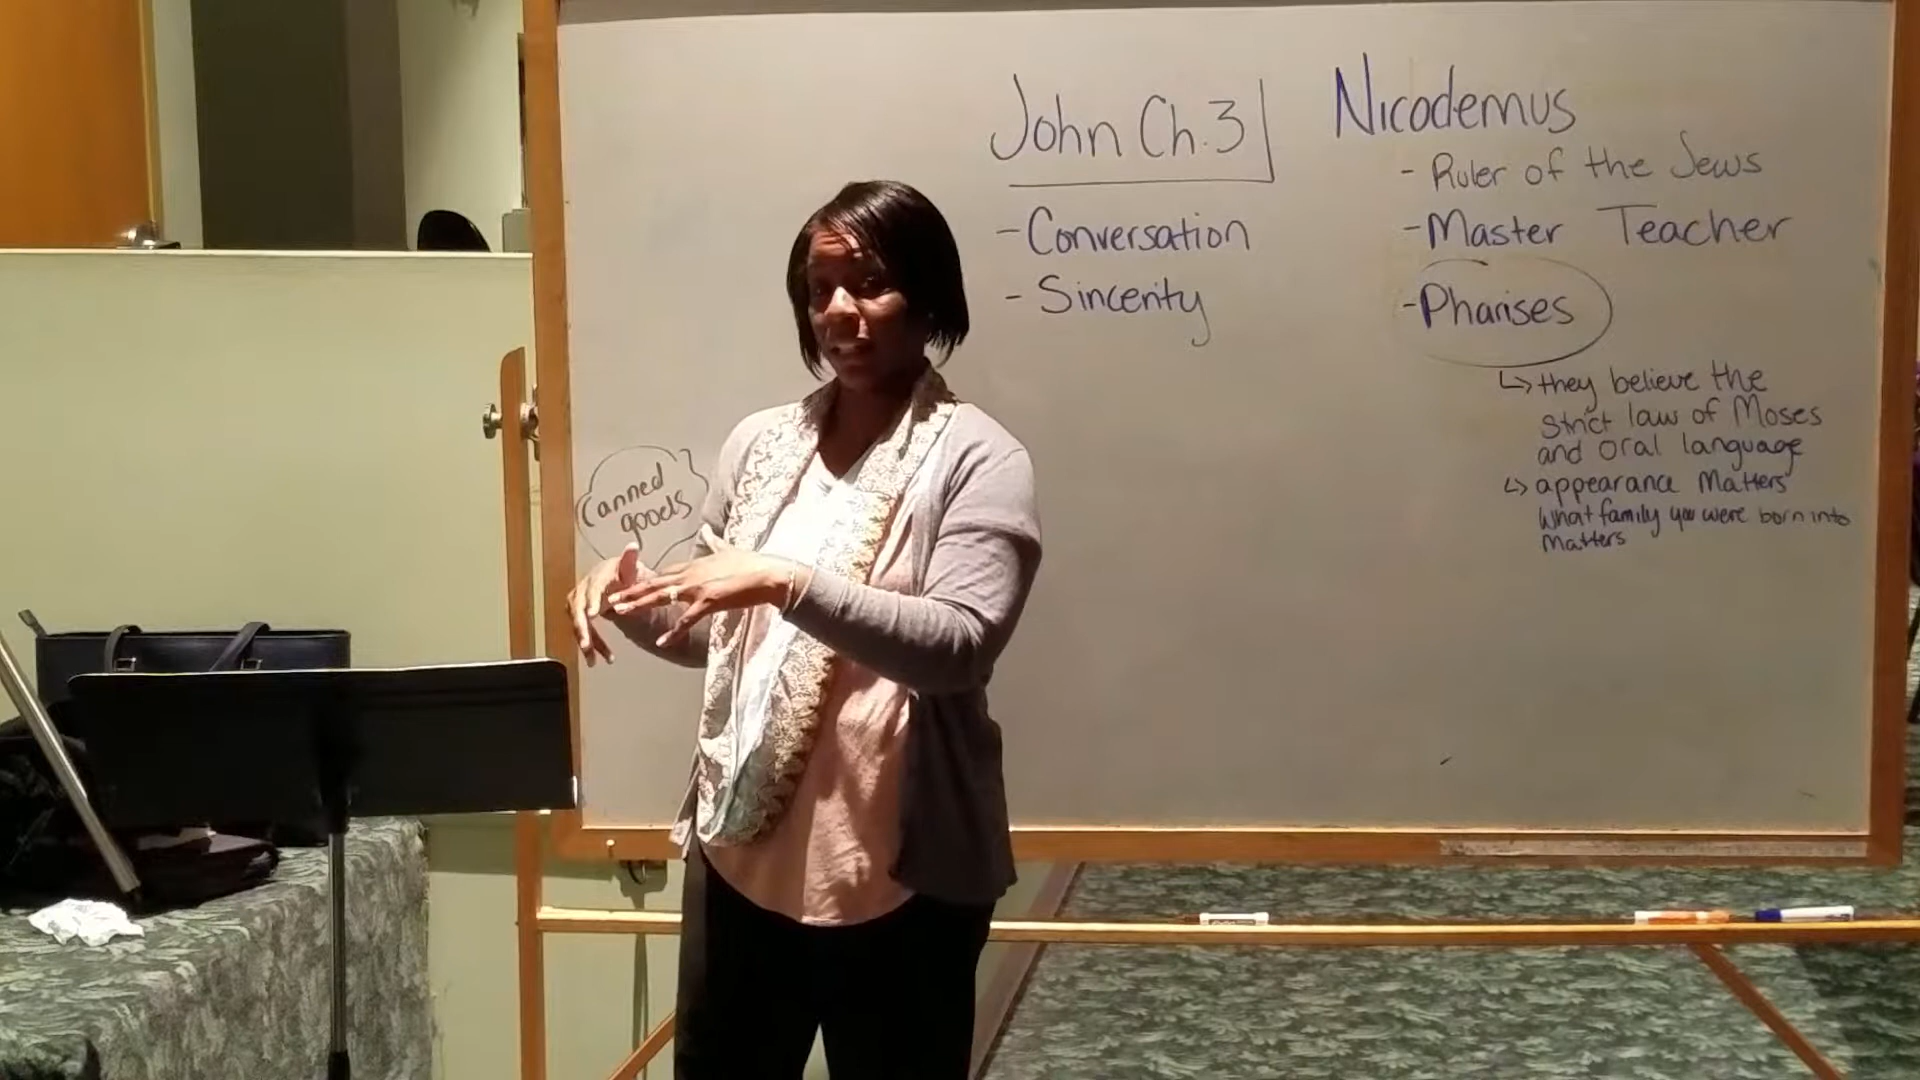 John Ch.3
- Conversation
- Sincerity
Nicodemus
- Ruler of the Jews
- Master Teacher
- Pharises
↳ they believe the
strict law of Moses
and oral language
↳ appearance Matters
What family you were born into
Matters
Canned
goods